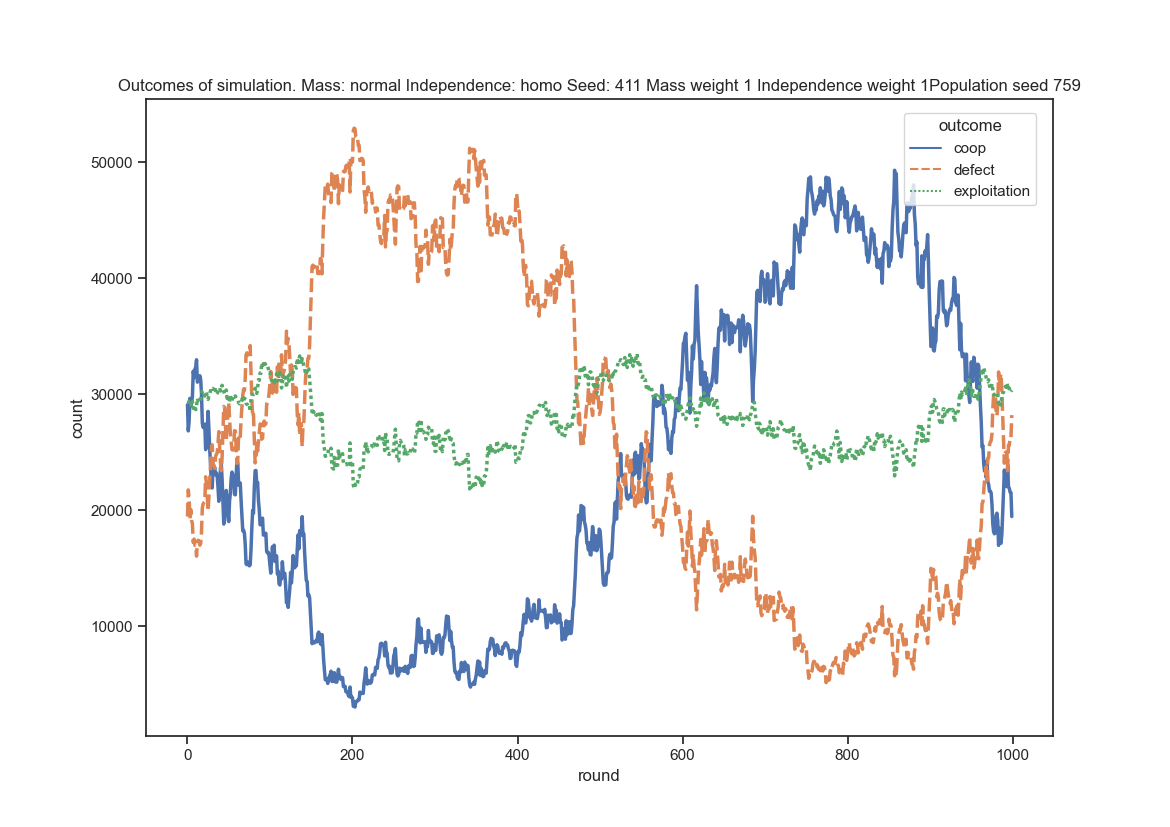 Outcomes of simulation. Mass: normal Independence: homo Seed: 411 Mass weight 1 Independence weight 1Population seed 759
outcome
coop
defect
exploitation
50000
40000
30000
20000
10000
count
0
200
400
600
800
1000
round